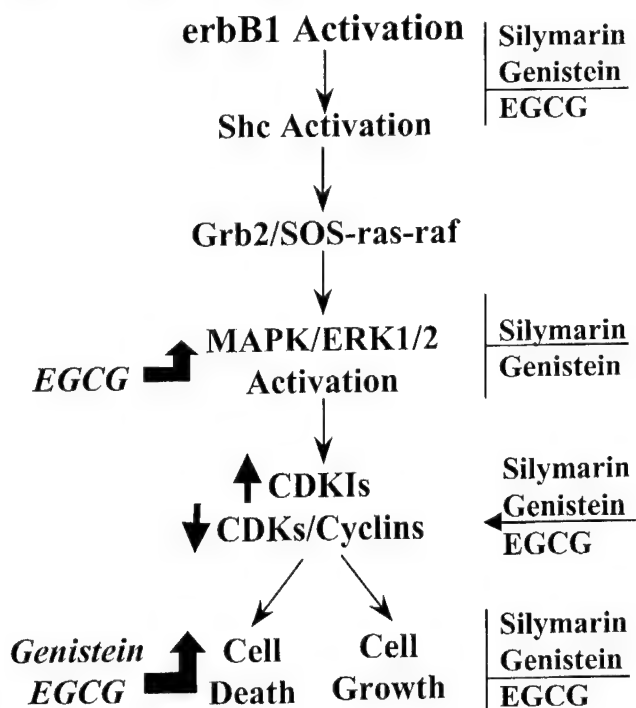 erbB1 Activation
Silymarin
Genistein
EGCG
Shc Activation
Grb2/SOS-ras-raf
EGCG
MAPK/ERK1/2
Activation
Silymarin
Genistein
CDKIs
CDKs/Cyclins
Silymarin
Genistein
EGCG
Genistein
EGCG
Cell
Death
Cell
Growth
Silymarin
Genistein
EGCG